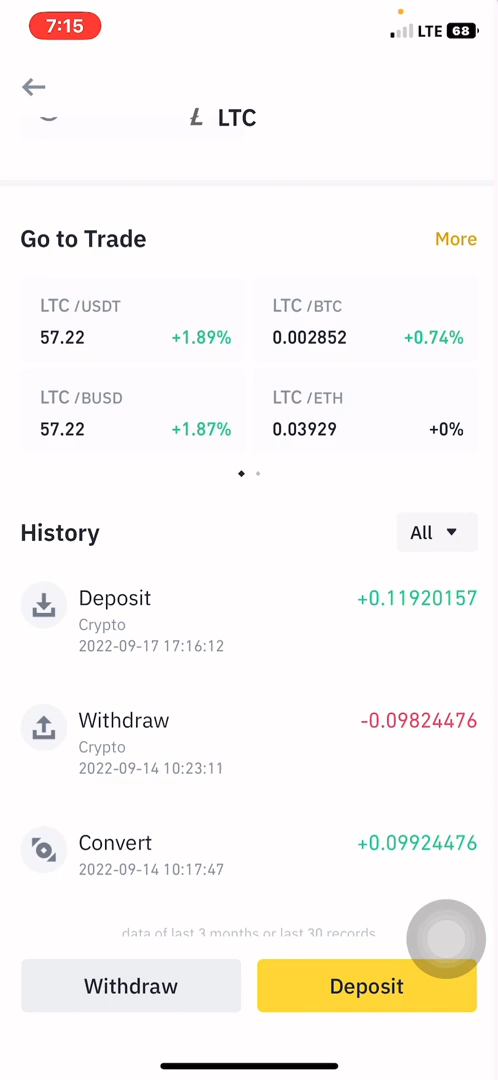 7:15
LTE 68
Ł LTC
Go to Trade More
LTC /USDT LTC /BTC
57.22 +1.89% 0.002852 +0.74%
LTC /BUSD LTC /ETH
57.22 +1.87% 0.03929 +0%
History All
Deposit +0.11920157
Crypto
2022-09-17 17:16:12
Withdraw -0.09824476
Crypto
2022-09-14 10:23:11
Convert +0.09924476
2022-09-14 10:17:47
data of last 3 months or last 30 records
Withdraw Deposit